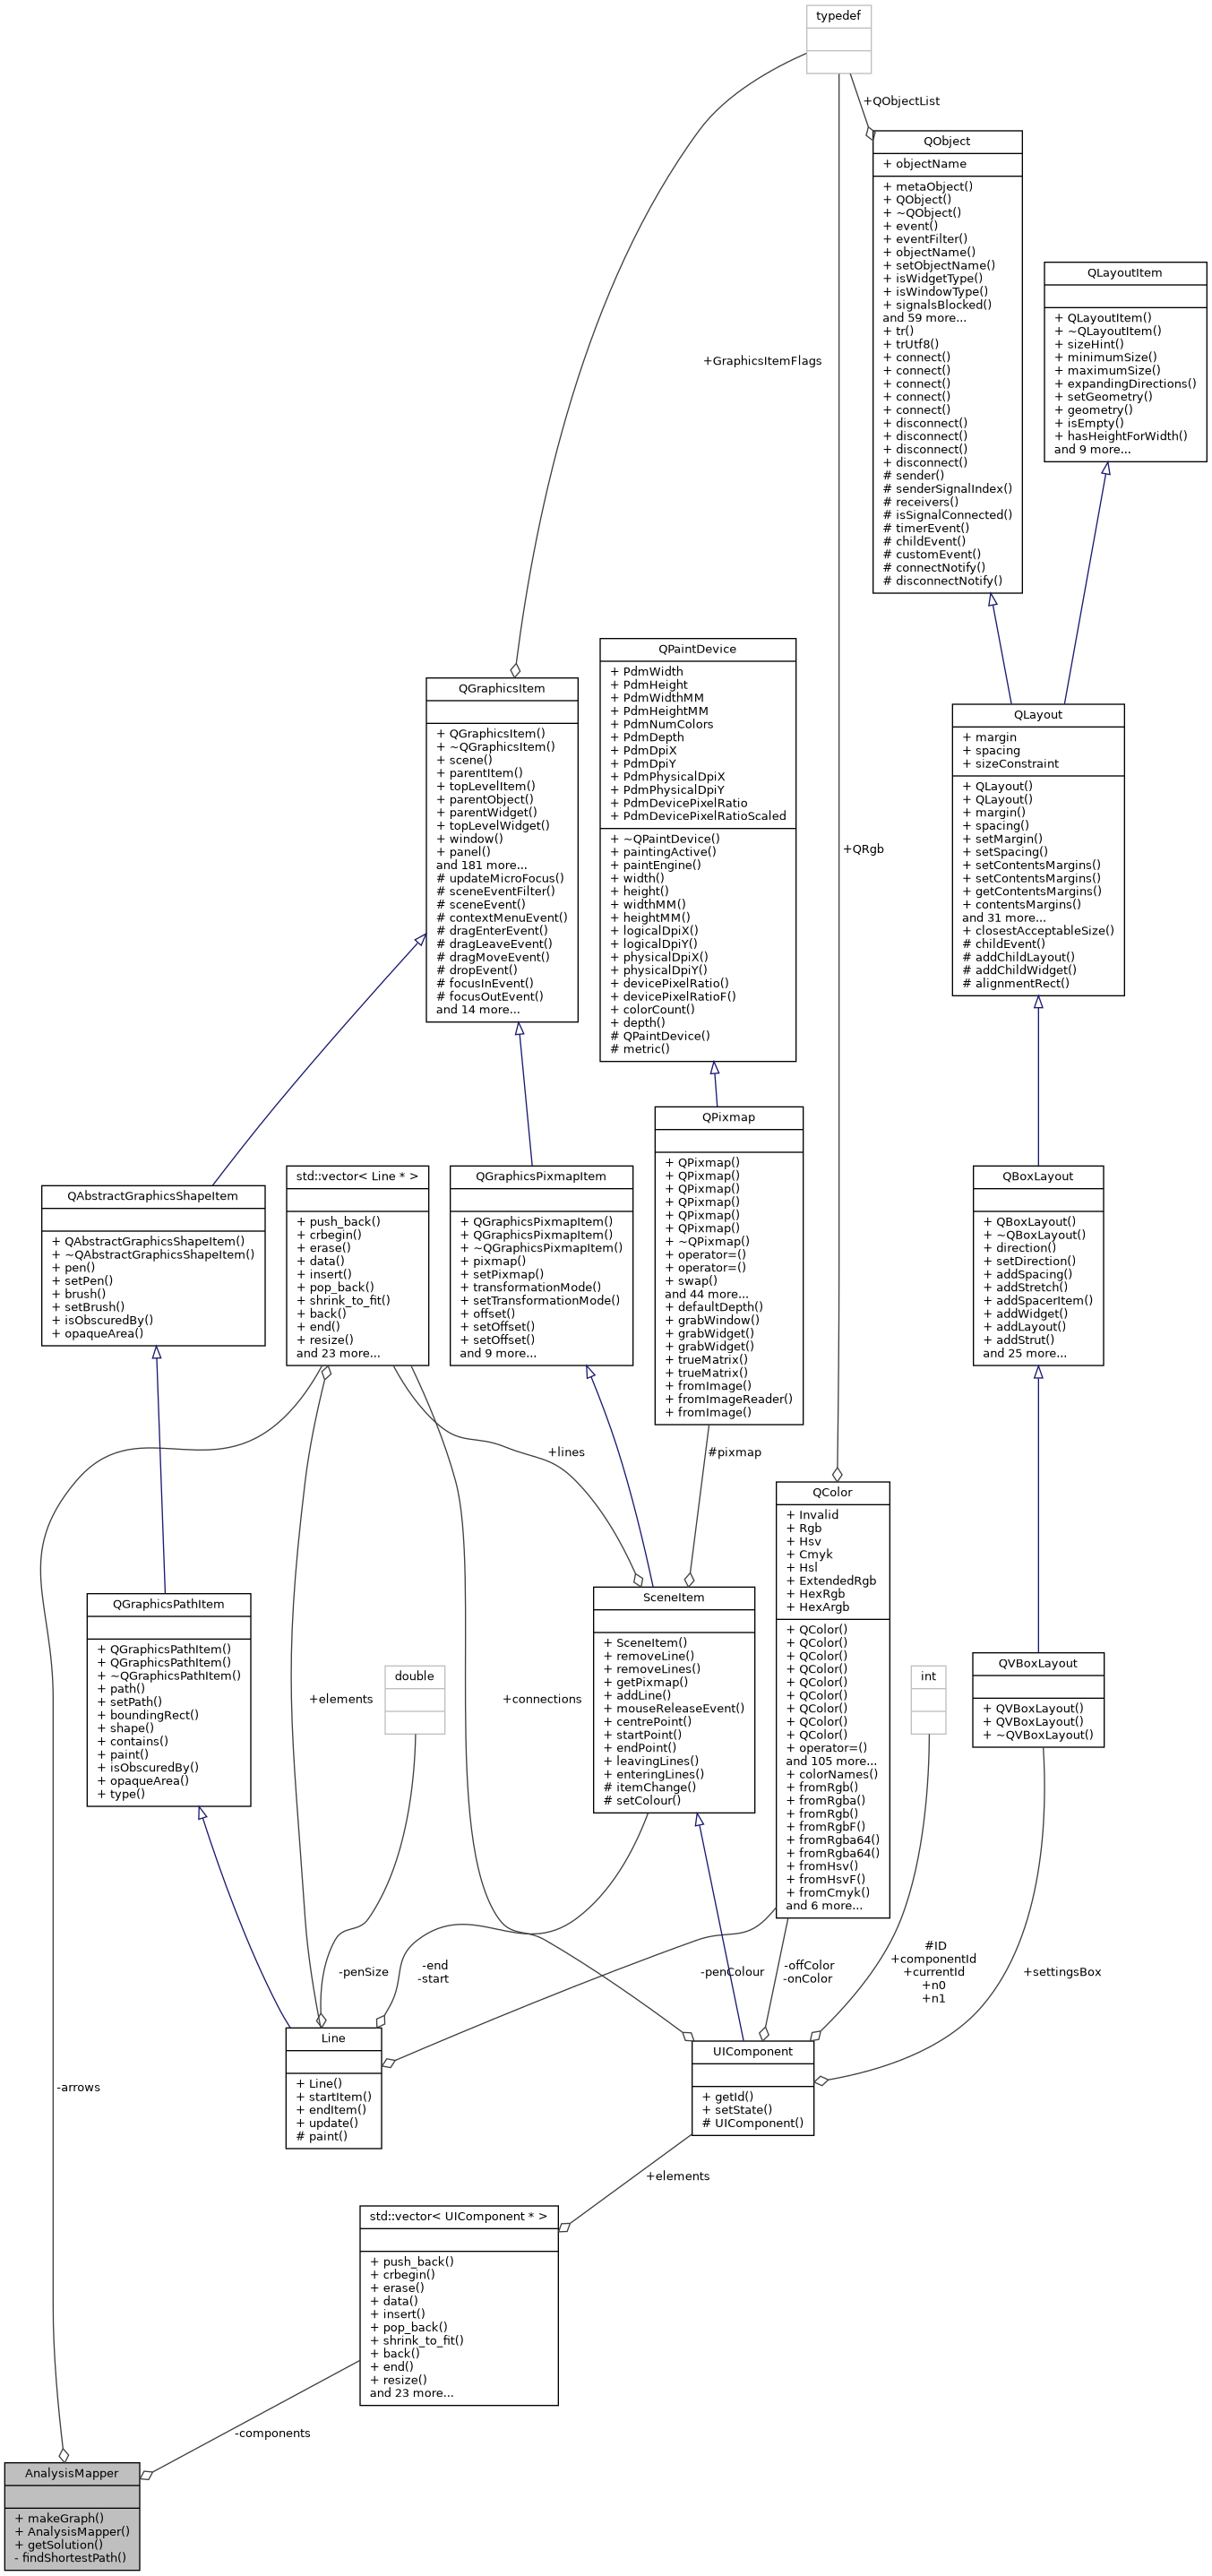 typedef
+QObjectList
QObject
+ objectName
+ metaObject()
+ QObject()
+ ~QObject()
+ event()
+ eventFilter()
+ objectName()
+ setObjectName()
+ isWidgetType()
+ isWindowType()
+ signalsBlocked()
and 59 more...
+ tr()
+ trUtf8()
+ connect()
+ connect()
+ connect()
+ connect()
+ connect()
+ disconnect()
+ disconnect()
+ disconnect()
+ disconnect()
# sender()
# senderSignalIndex()
# receivers()
# isSignalConnected()
# timerEvent()
# childEvent()
# customEvent()
# connectNotify()
# disconnectNotify()
QLayoutItem
+ QLayoutItem()
+ ~QLayoutItem()
+ sizeHint()
+ minimumSize()
+ maximumSize()
+ expandingDirections()
+ setGeometry()
+ geometry()
+ isEmpty()
+ hasHeightForWidth()
and 9 more...
+GraphicsItemFlags
QGraphicsItem
+ QGraphicsItem()
+ ~QGraphicsItem()
+ scene()
+ parentItem()
+ topLevelItem()
+ parentObject()
+ parentWidget()
+ topLevelWidget()
+ window()
+ panel()
and 181 more...
# updateMicroFocus()
# sceneEventFilter()
# sceneEvent()
# contextMenuEvent()
# dragEnterEvent()
# dragLeaveEvent()
# dragMoveEvent()
# dropEvent()
# focusInEvent()
# focusOutEvent()
and 14 more...
QPaintDevice
+ PdmWidth
+ PdmHeight
+ PdmWidthMM
+ PdmHeightMM
+ PdmNumColors
+ PdmDepth
+ PdmDpiX
+ PdmDpiY
+ PdmPhysicalDpiX
+ PdmPhysicalDpiY
+ PdmDevicePixelRatio
+ PdmDevicePixelRatioScaled
+ ~QPaintDevice()
+ paintingActive()
+ paintEngine()
+ width()
+ height()
+ widthMM()
+ heightMM()
+ logicalDpiX()
+ logicalDpiY()
+ physicalDpiX()
+ physicalDpiY()
+ devicePixelRatio()
+ devicePixelRatioF()
+ colorCount()
+ depth()
# QPaintDevice()
# metric()
+QRgb
QLayout
+ margin
+ spacing
+ sizeConstraint
+ QLayout()
+ QLayout()
+ margin()
+ spacing()
+ setMargin()
+ setSpacing()
+ setContentsMargins()
+ setContentsMargins()
+ getContentsMargins()
+ contentsMargins()
and 31 more...
+ closestAcceptableSize()
# childEvent()
# addChildLayout()
# addChildWidget()
# alignmentRect()
QAbstractGraphicsShapeItem
+ QAbstractGraphicsShapeItem()
+ ~QAbstractGraphicsShapeItem()
+ pen()
+ setPen()
+ brush()
+ setBrush()
+ isObscuredBy()
+ opaqueArea()
std::vector< Line * >
+ push_back()
+ crbegin()
+ erase()
+ data()
+ insert()
+ pop_back()
+ shrink_to_fit()
+ back()
+ end()
+ resize()
and 23 more...
QGraphicsPixmapItem
+ QGraphicsPixmapItem()
+ QGraphicsPixmapItem()
+ ~QGraphicsPixmapItem()
+ pixmap()
+ setPixmap()
+ transformationMode()
+ setTransformationMode()
+ offset()
+ setOffset()
+ setOffset()
and 9 more...
QPixmap
+ QPixmap()
+ QPixmap()
+ QPixmap()
+ QPixmap()
+ QPixmap()
+ QPixmap()
+ ~QPixmap()
+ operator=()
+ operator=()
+ swap()
and 44 more...
+ defaultDepth()
+ grabWindow()
+ grabWidget()
+ grabWidget()
+ trueMatrix()
+ trueMatrix()
+ fromImage()
+ fromImageReader()
+ fromImage()
QBoxLayout
+ QBoxLayout()
+ ~QBoxLayout()
+ direction()
+ setDirection()
+ addSpacing()
+ addStretch()
+ addSpacerItem()
+ addWidget()
+ addLayout()
+ addStrut()
and 25 more...
+lines
#pixmap
QColor
+ Invalid
+ Rgb
+ Hsv
+ Cmyk
+ Hsl
+ ExtendedRgb
+ HexRgb
+ HexArgb
+ QColor()
+ QColor()
+ QColor()
+ QColor()
+ QColor()
+ QColor()
+ QColor()
+ QColor()
+ QColor()
+ operator=()
and 105 more...
+ colorNames()
+ fromRgb()
+ fromRgba()
+ fromRgb()
+ fromRgbF()
+ fromRgba64()
+ fromRgba64()
+ fromHsv()
+ fromHsvF()
+ fromCmyk()
and 6 more...
QGraphicsPathItem
+ QGraphicsPathItem()
+ QGraphicsPathItem()
+ ~QGraphicsPathItem()
+ path()
+ setPath()
+ boundingRect()
+ shape()
+ contains()
+ paint()
+ isObscuredBy()
+ opaqueArea()
+ type()
+elements
double
+connections
SceneItem
+ SceneItem()
+ removeLine()
+ removeLines()
+ getPixmap()
+ addLine()
+ mouseReleaseEvent()
+ centrePoint()
+ startPoint()
+ endPoint()
+ leavingLines()
+ enteringLines()
# itemChange()
# setColour()
int
QVBoxLayout
+ QVBoxLayout()
+ QVBoxLayout()
+ ~QVBoxLayout()
-penSize
-end
-start
-penColour
-offColor
-onColor
#ID
+componentId
+currentId
+n0
+n1
+settingsBox
Line
+ Line()
+ startItem()
+ endItem()
+ update()
# paint()
UIComponent
+ getId()
+ setState()
# UIComponent()
-arrows
+elements
std::vector< UIComponent * >
+ push_back()
+ crbegin()
+ erase()
+ data()
+ insert()
+ pop_back()
+ shrink_to_fit()
+ back()
+ end()
+ resize()
and 23 more...
-components
AnalysisMapper
+ makeGraph()
+ AnalysisMapper()
+ getSolution()
- findShortestPath()